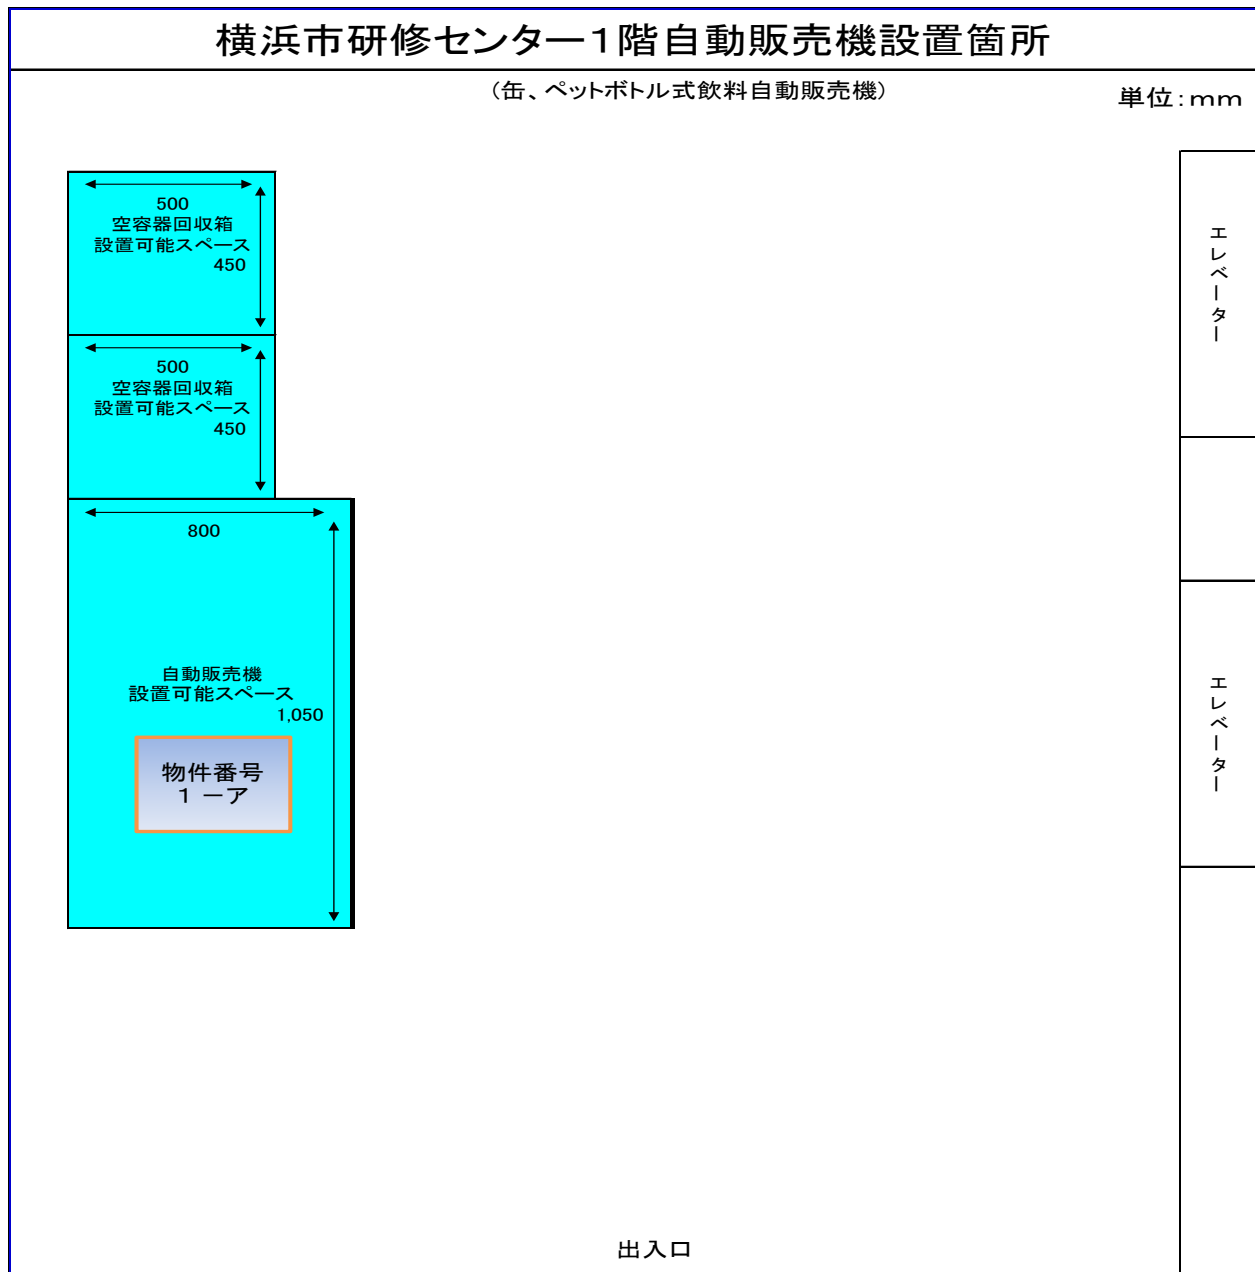 横浜市研修センター１階自動販売機設置箇所
（缶、ペットボトル式飲料自動販売機）
単位：ｍｍ
500
空容器回収箱
設置可能スペース
450
500
空容器回収箱
設置可能スペース
450
800
自動販売機
設置可能スペース
1,050
物件番号
１－ア
エレベーター
エレベーター
出入口